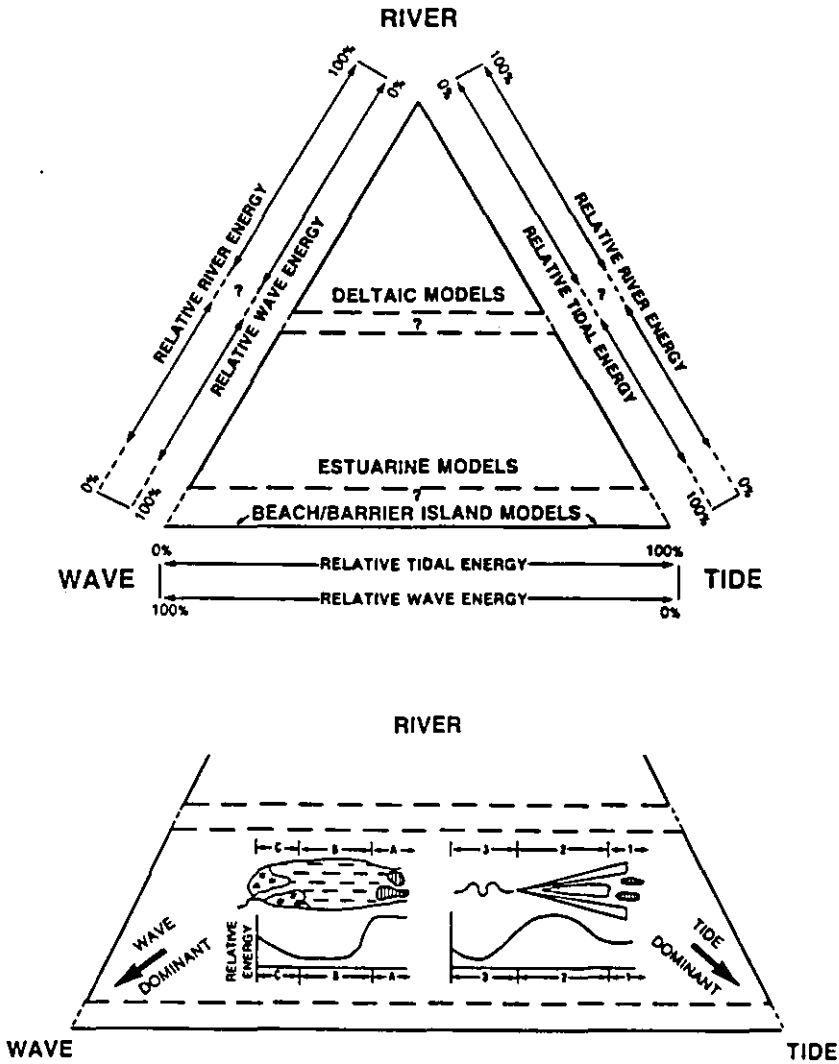 RIVER
100%
0%
0%
100%
RELATIVE RIVER ENERGY
?
RELATIVE WAVE ENERGY
RELATIVE TIDAL ENERGY
?
RELATIVE RIVER ENERGY
DELTAIC MODELS
?
0%
100%
100%
0%
ESTUARINE MODELS
?
BEACH/BARRIER ISLAND MODELS
0%
100%
WAVE
RELATIVE TIDAL ENERGY
TIDE
100%
RELATIVE WAVE ENERGY
0%
RIVER
C B A
3 2 1
RELATIVE
ENERGY
C B A
3 2 1
WAVE
DOMINANT
TIDE
DOMINANT
WAVE
TIDE